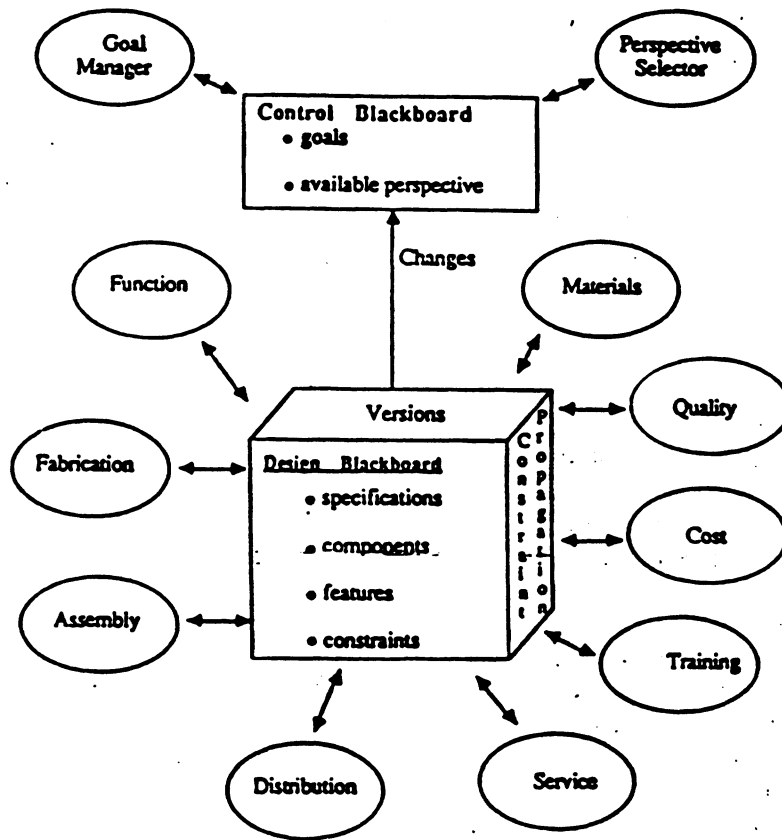 Goal
Manager
Perspective
Selector
Control Blackboard
• goals
• available perspective
Changes
Function
Materials
Versions
Quality
Fabrication
Design Blackboard
• specifications
• components
• features
• constraints
Constraint
Propagation
Cost
Assembly
Training
Distribution
Service